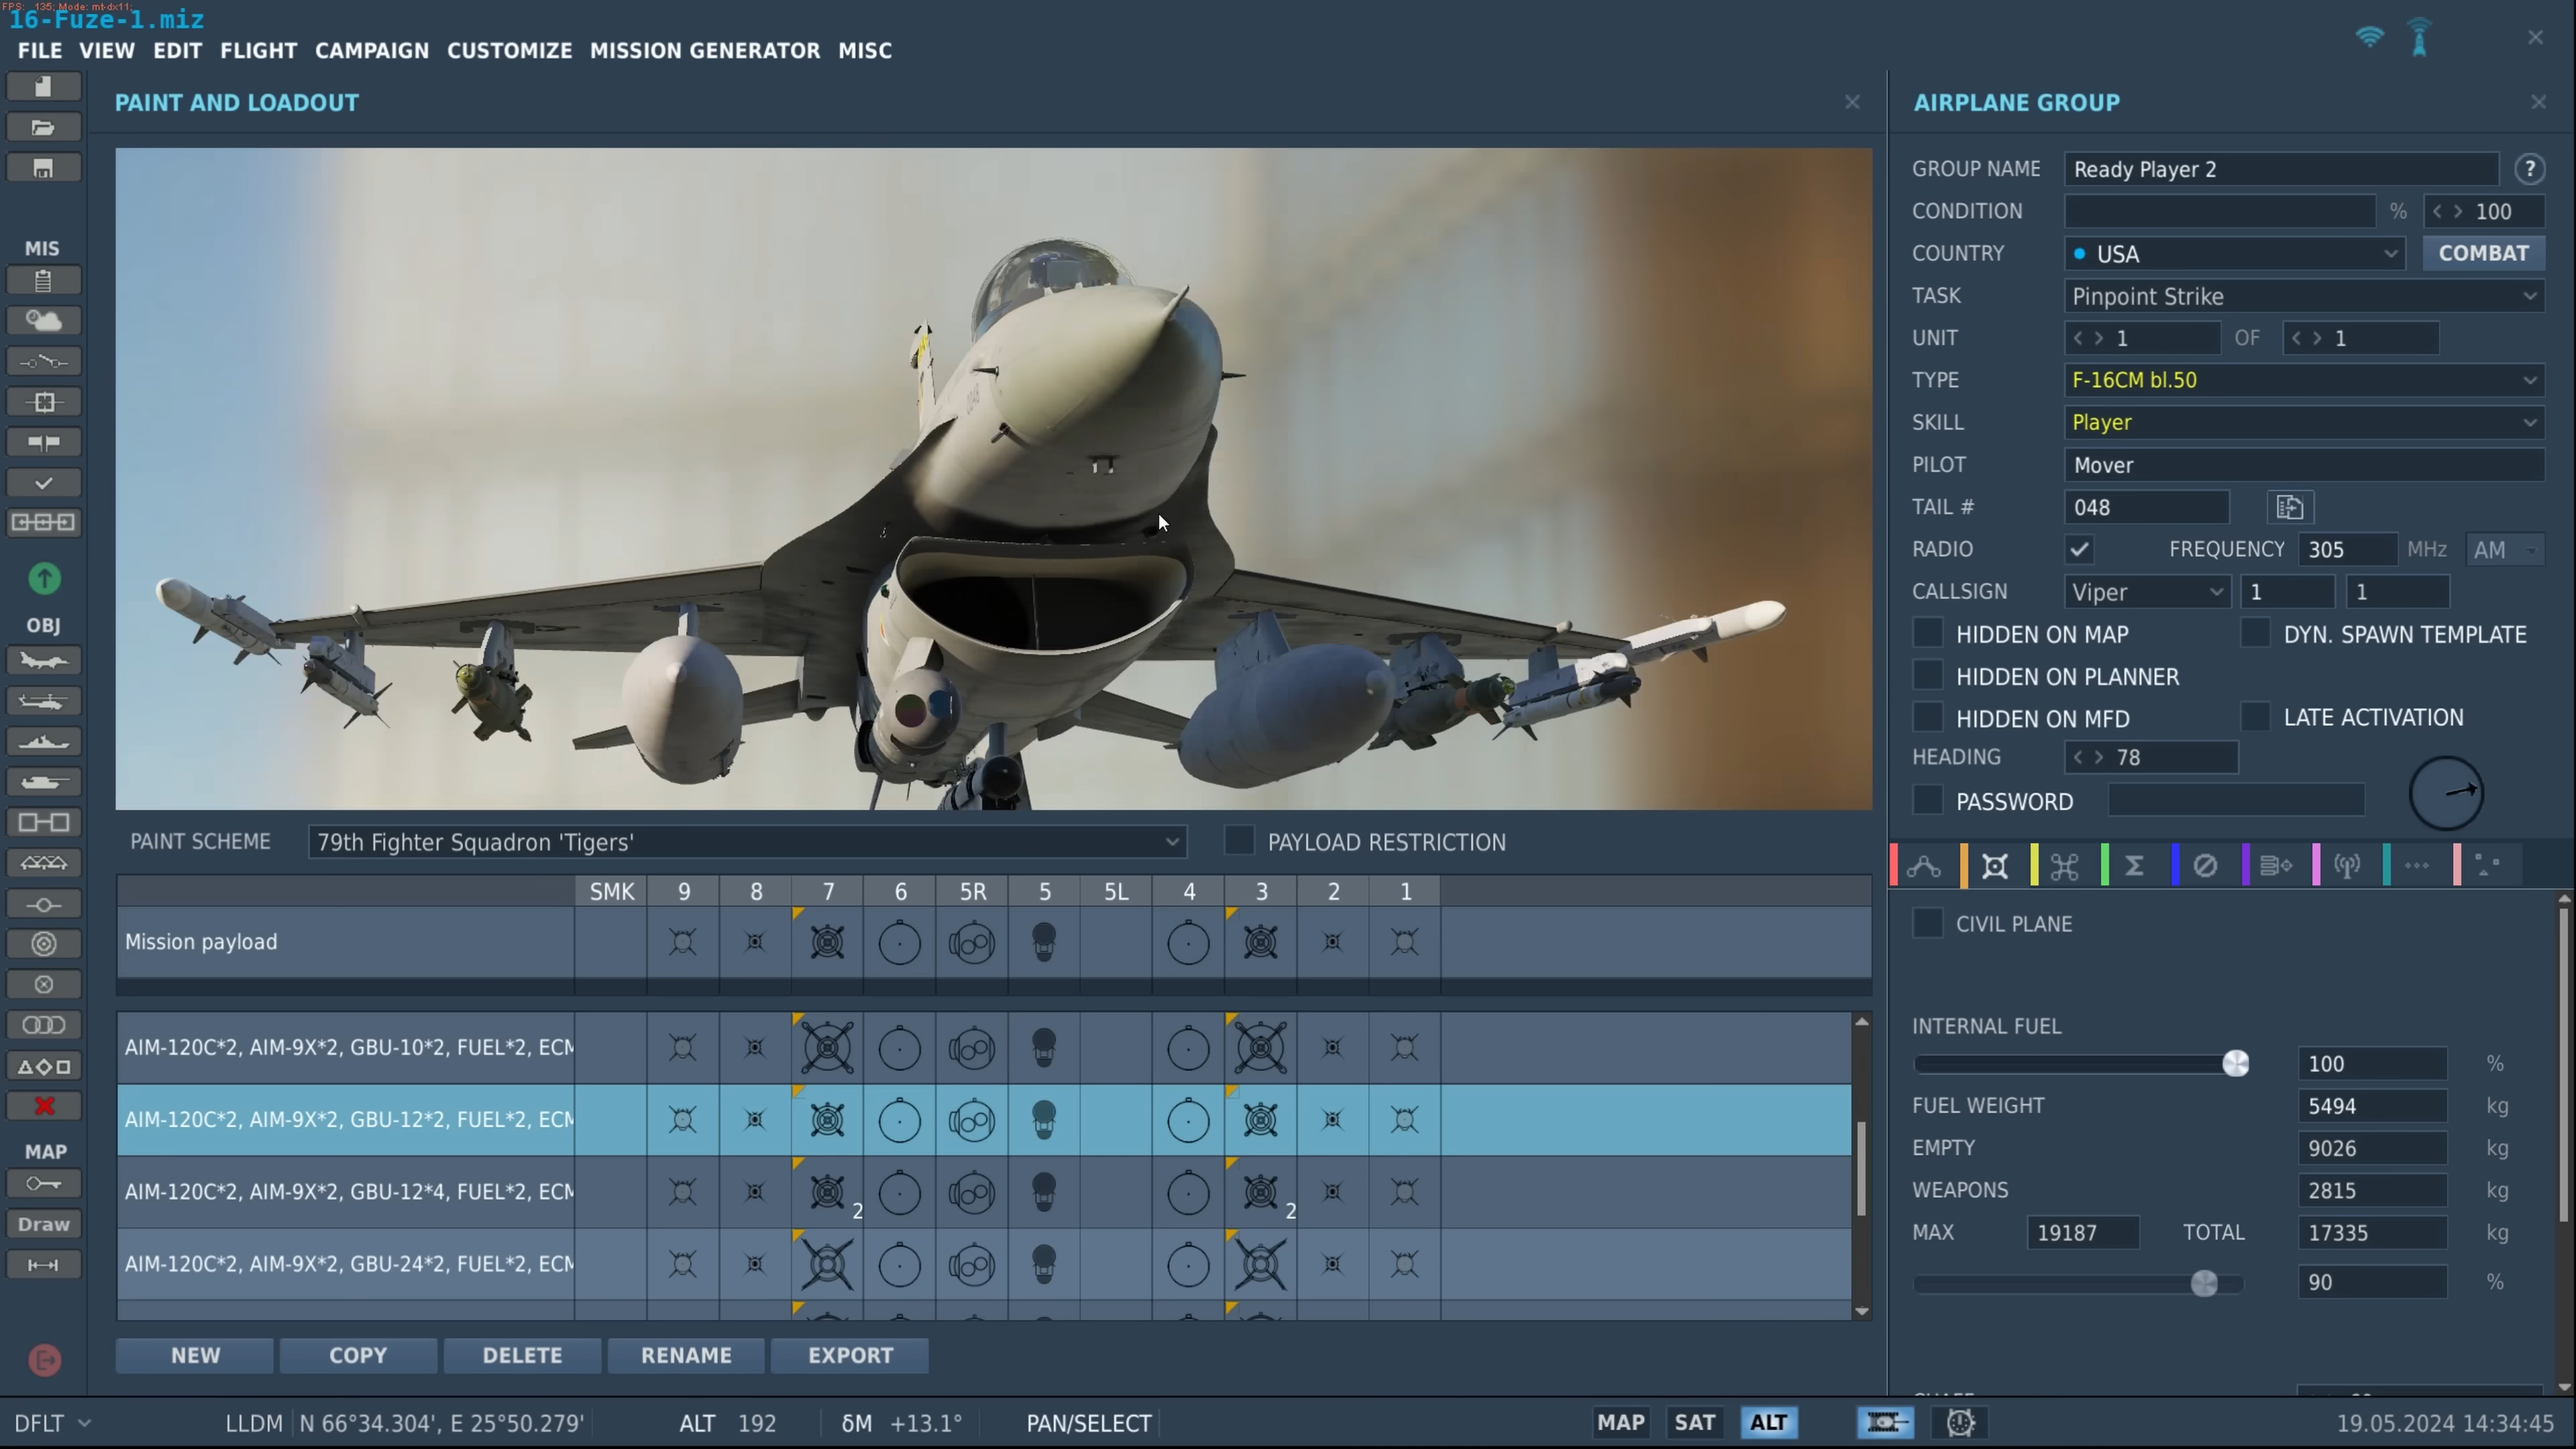 FPS: 135; Mode: mt-dx11;
16-Fuze-1.miz
FILE VIEW EDIT FLIGHT CAMPAIGN CUSTOMIZE MISSION GENERATOR MISC
PAINT AND LOADOUT
PAINT SCHEME 79th Fighter Squadron 'Tigers' PAYLOAD RESTRICTION
SMK 9 8 7 6 5R 5 5L 4 3 2 1
Mission payload
AIM-120C*2, AIM-9X*2, GBU-10*2, FUEL*2, ECM
AIM-120C*2, AIM-9X*2, GBU-12*2, FUEL*2, ECM
AIM-120C*2, AIM-9X*2, GBU-12*4, FUEL*2, ECM 2 2
AIM-120C*2, AIM-9X*2, GBU-24*2, FUEL*2, ECM
NEW COPY DELETE RENAME EXPORT
MIS
OBJ
MAP
Draw
AIRPLANE GROUP
GROUP NAME Ready Player 2 ?
CONDITION % < > 100
COUNTRY USA COMBAT
TASK Pinpoint Strike
UNIT < > 1 OF < > 1
TYPE F-16CM bl.50
SKILL Player
PILOT Mover
TAIL # 048
RADIO FREQUENCY 305 MHz AM
CALLSIGN Viper 1 1
HIDDEN ON MAP DYN. SPAWN TEMPLATE
HIDDEN ON PLANNER
HIDDEN ON MFD LATE ACTIVATION
HEADING < > 78
PASSWORD
CIVIL PLANE
INTERNAL FUEL
100 %
FUEL WEIGHT 5494 kg
EMPTY 9026 kg
WEAPONS 2815 kg
MAX 19187 TOTAL 17335 kg
90 %
DFLT LLDM N 66°34.304', E 25°50.279' ALT 192 δM +13.1° PAN/SELECT MAP SAT ALT 19.05.2024 14:34:45